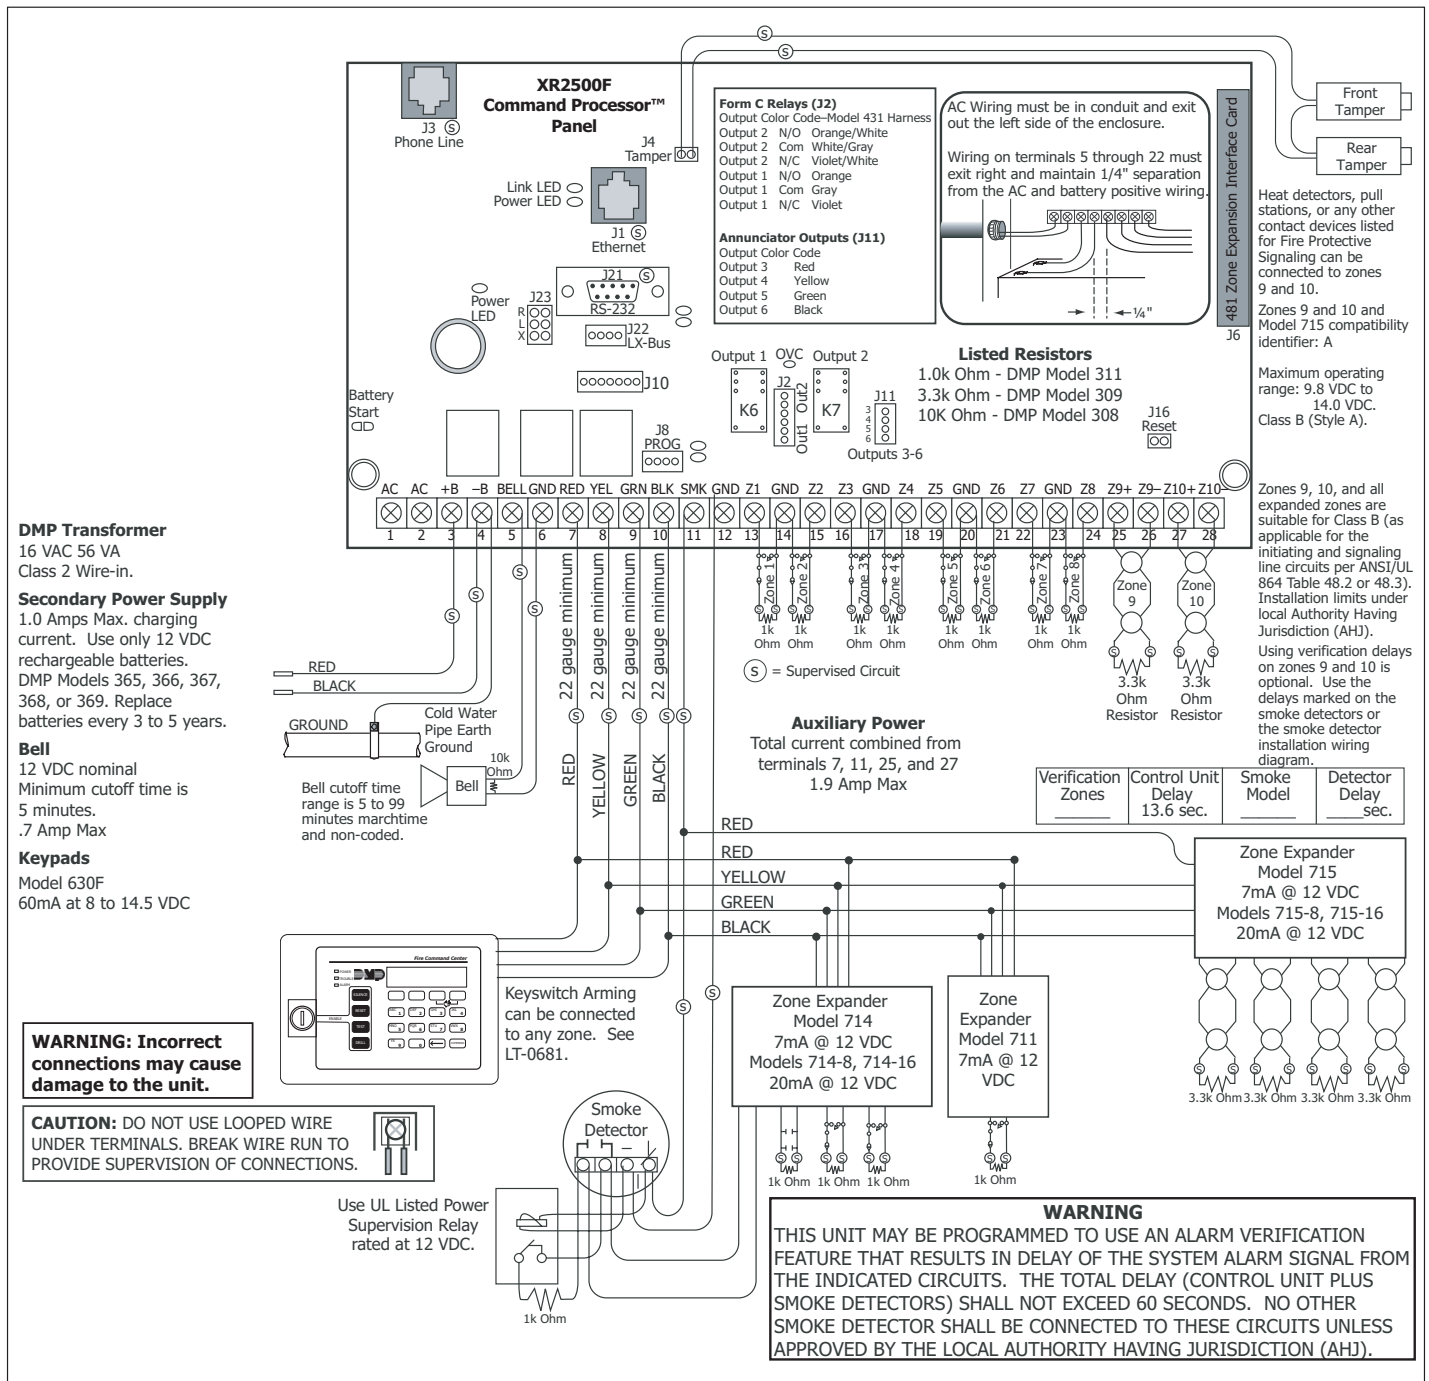 XR2500F
Command Processor™
Panel
J3 S
Phone Line
J4
Tamper
S
S
Link LED
Power LED
J1 S
Ethernet
J21 S
RS-232
Power
LED
J23
R
L
X
J22
LX-Bus
J10
Battery
Start
J8
PROG
Form C Relays (J2)
Output Color Code–Model 431 Harness
Output 2 N/O Orange/White
Output 2 Com White/Gray
Output 2 N/C Violet/White
Output 1 N/O Orange
Output 1 Com Gray
Output 1 N/C Violet
Annunciator Outputs (J11)
Output Color Code
Output 3 Red
Output 4 Yellow
Output 5 Green
Output 6 Black
AC Wiring must be in conduit and exit
out the left side of the enclosure.
Wiring on terminals 5 through 22 must
exit right and maintain 1/4" separation
from the AC and battery positive wiring.
¼"
481 Zone Expansion Interface Card
J6
Front
Tamper
Rear
Tamper
Output 1 OVC Output 2
J2
K6
Out1 Out2
K7
J11
3
4
5
6
Outputs 3-6
Listed Resistors
1.0k Ohm - DMP Model 311
3.3k Ohm - DMP Model 309
10K Ohm - DMP Model 308
J16
Reset
Heat detectors, pull
stations, or any other
contact devices listed
for Fire Protective
Signaling can be
connected to zones
9 and 10.
Zones 9 and 10 and
Model 715 compatibility
identifier: A
Maximum operating
range: 9.8 VDC to
14.0 VDC.
Class B (Style A).
Zones 9, 10, and all
expanded zones are
suitable for Class B (as
applicable for the
initiating and signaling
line circuits per ANSI/UL
864 Table 48.2 or 48.3).
Installation limits under
local Authority Having
Jurisdiction (AHJ).
Using verification delays
on zones 9 and 10 is
optional. Use the
delays marked on the
smoke detectors or
the smoke detector
installation wiring
diagram.
AC AC +B –B BELL GND RED YEL GRN BLK SMK GND Z1 GND Z2 Z3 GND Z4 Z5 GND Z6 Z7 GND Z8 Z9+ Z9– Z10+ Z10–
1 2 3 4 5 6 7 8 9 10 11 12 13 14 15 16 17 18 19 20 21 22 23 24 25 26 27 28
22 gauge minimum
22 gauge minimum
22 gauge minimum
22 gauge minimum
Zone 1
Zone 2
Zone 3
Zone 4
Zone 5
Zone 6
Zone 7
Zone 8
Zone
9
Zone
10
1k 1k 1k 1k 1k 1k 1k 1k
Ohm Ohm Ohm Ohm Ohm Ohm Ohm Ohm
3.3k
Ohm
Resistor
3.3k
Ohm
Resistor
S = Supervised Circuit
DMP Transformer
16 VAC 56 VA
Class 2 Wire-in.
Secondary Power Supply
1.0 Amps Max. charging
current. Use only 12 VDC
rechargeable batteries.
DMP Models 365, 366, 367,
368, or 369. Replace
batteries every 3 to 5 years.
Bell
12 VDC nominal
Minimum cutoff time is
5 minutes.
.7 Amp Max
Keypads
Model 630F
60mA at 8 to 14.5 VDC
RED
BLACK
GROUND
Cold Water
Pipe Earth
Ground
10k
Ohm
Bell
Bell cutoff time
range is 5 to 99
minutes marchtime
and non-coded.
RED
YELLOW
GREEN
BLACK
Auxiliary Power
Total current combined from
terminals 7, 11, 25, and 27
1.9 Amp Max
Verification
Zones
Control Unit
Delay
13.6 sec.
Smoke
Model
Detector
Delay
_____sec.
RED
RED
YELLOW
GREEN
BLACK
Zone Expander
Model 715
7mA @ 12 VDC
Models 715-8, 715-16
20mA @ 12 VDC
3.3k Ohm 3.3k Ohm 3.3k Ohm 3.3k Ohm
Fire Command Center
POWER
TROUBLE
ALARM
DMP
SILENCE
RESET
TEST
DRILL
ENABLE
Keyswitch Arming
can be connected
to any zone. See
LT-0681.
Zone Expander
Model 714
7mA @ 12 VDC
Models 714-8, 714-16
20mA @ 12 VDC
1k Ohm 1k Ohm 1k Ohm
Zone
Expander
Model 711
7mA @ 12
VDC
1k Ohm
WARNING: Incorrect
connections may cause
damage to the unit.
CAUTION: DO NOT USE LOOPED WIRE
UNDER TERMINALS. BREAK WIRE RUN TO
PROVIDE SUPERVISION OF CONNECTIONS.
Smoke
Detector
Use UL Listed Power
Supervision Relay
rated at 12 VDC.
1k Ohm
WARNING
THIS UNIT MAY BE PROGRAMMED TO USE AN ALARM VERIFICATION
FEATURE THAT RESULTS IN DELAY OF THE SYSTEM ALARM SIGNAL FROM
THE INDICATED CIRCUITS. THE TOTAL DELAY (CONTROL UNIT PLUS
SMOKE DETECTORS) SHALL NOT EXCEED 60 SECONDS. NO OTHER
SMOKE DETECTOR SHALL BE CONNECTED TO THESE CIRCUITS UNLESS
APPROVED BY THE LOCAL AUTHORITY HAVING JURISDICTION (AHJ).